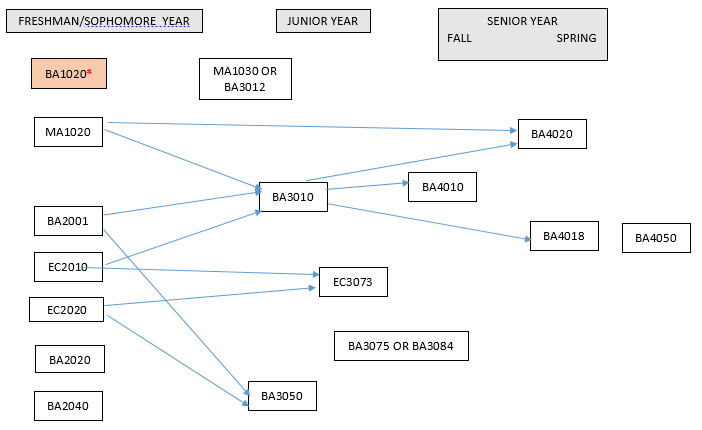 FRESHMAN/SOPHOMORE YEAR
JUNIOR YEAR
SENIOR YEAR
FALL SPRING
BA1020*
MA1030 OR
BA3012
MA1020
BA4020
BA3010
BA4010
BA2001
BA4018
BA4050
EC2010
EC3073
EC2020
BA3075 OR BA3084
BA2020
BA3050
BA2040